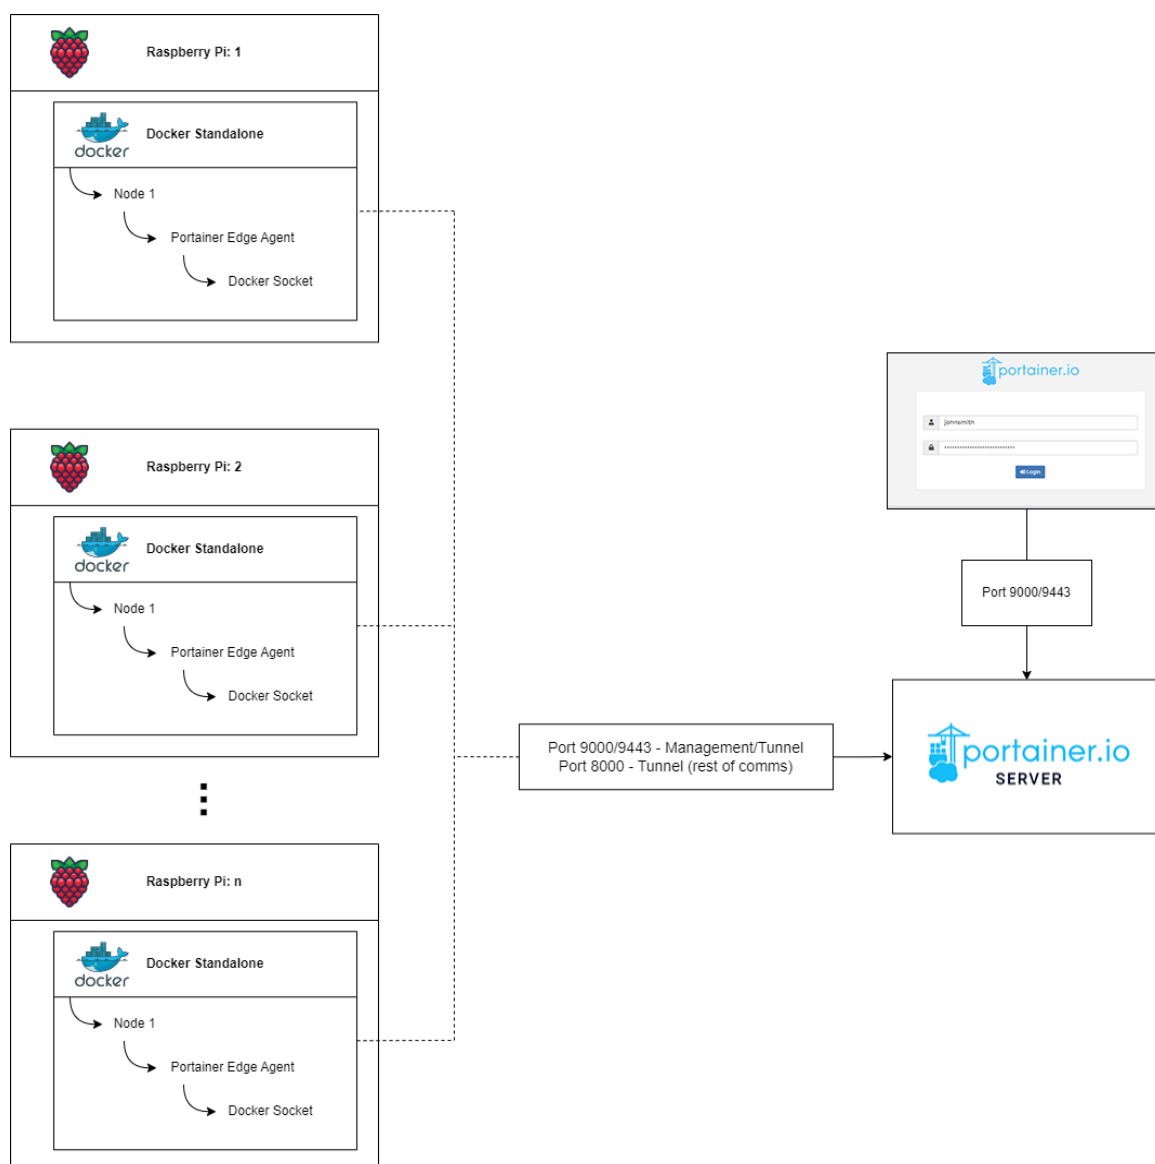 Raspberry Pi: 1
docker
Docker Standalone
Node 1
Portainer Edge Agent
Docker Socket
Raspberry Pi: 2
docker
Docker Standalone
Node 1
Portainer Edge Agent
Docker Socket
Raspberry Pi: n
docker
Docker Standalone
Node 1
Portainer Edge Agent
Docker Socket
Port 9000/9443 - Management/Tunnel
Port 8000 - Tunnel (rest of comms)
portainer.io
johnsmith
Login
Port 9000/9443
portainer.io
SERVER